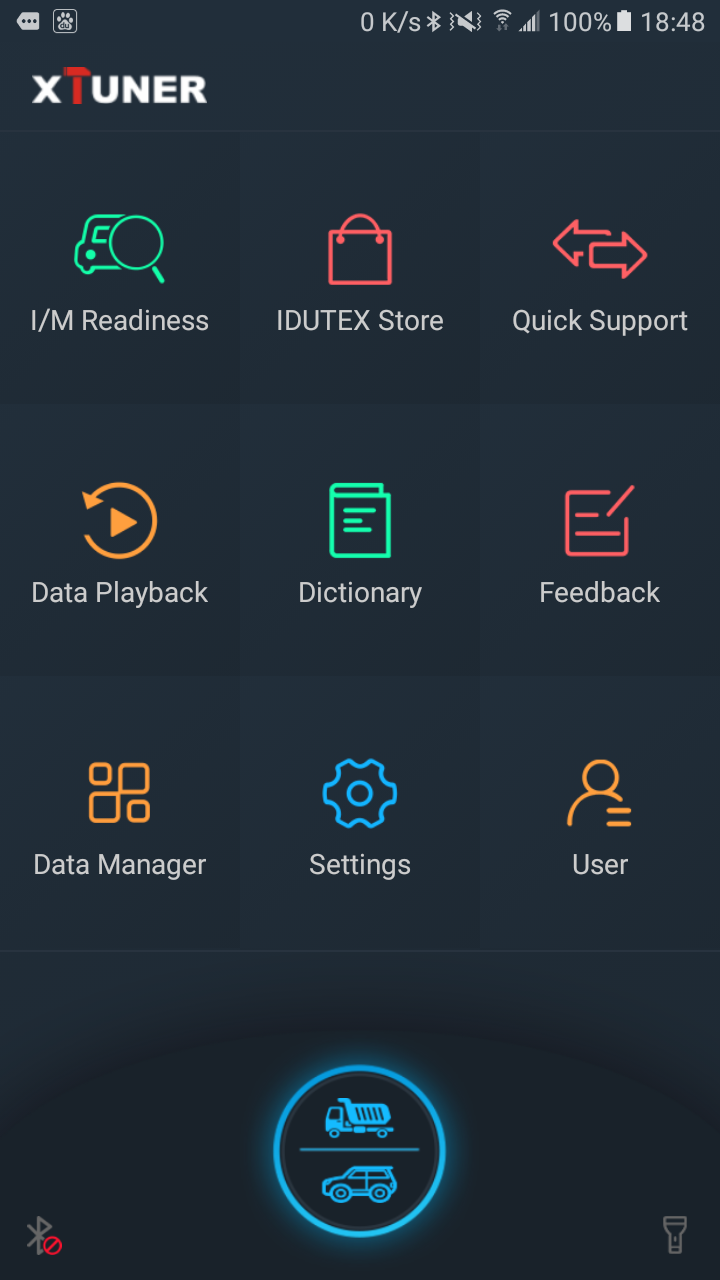 0 K/s 100% 18:48
XTUNER
I/M Readiness IDUTEX Store Quick Support
Data Playback Dictionary Feedback
Data Manager Settings User